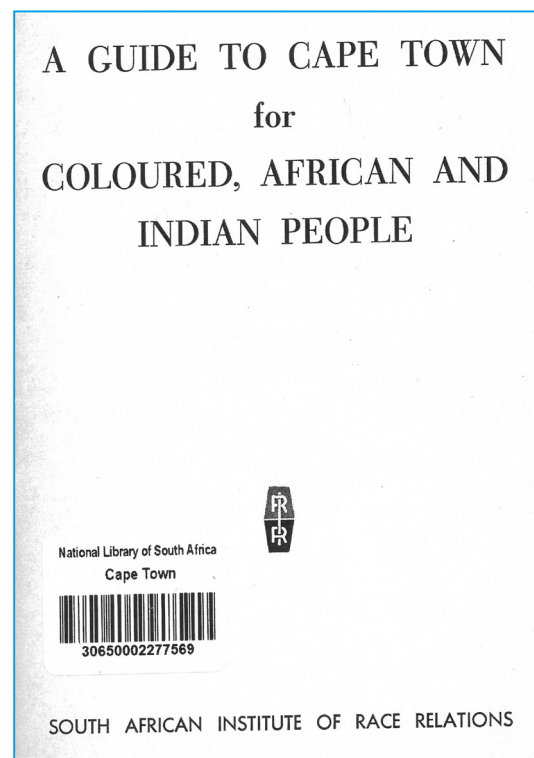 A GUIDE TO CAPE TOWN
for
COLOURED, AFRICAN AND
INDIAN PEOPLE
National Library of South Africa
Cape Town
30650002277569
SOUTH AFRICAN INSTITUTE OF RACE RELATIONS